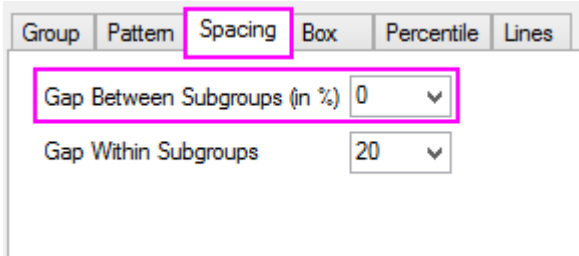 Group Pattern Spacing Box Percentile Lines
Gap Between Subgroups (in %) 0
Gap Within Subgroups 20